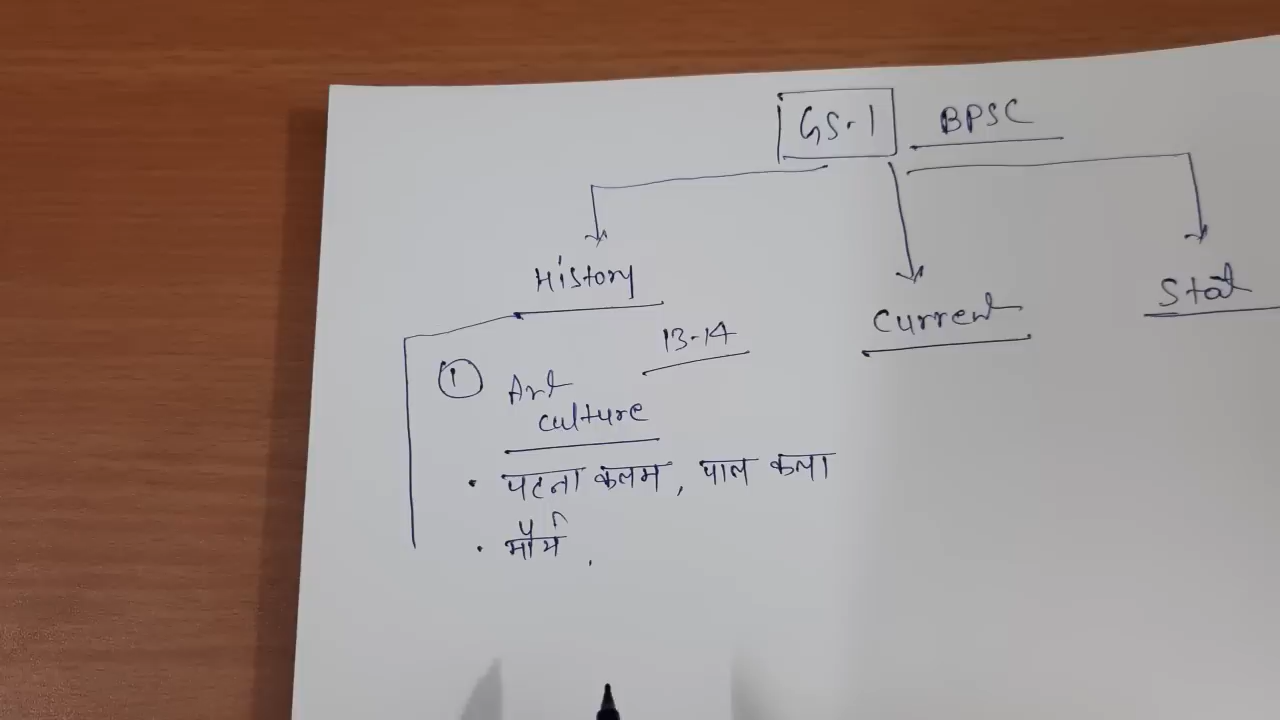 GS-1 BPSC
History
Current
Stat
13-14
① Art
culture
• पटना कलम, पाल कला
• मौर्य,